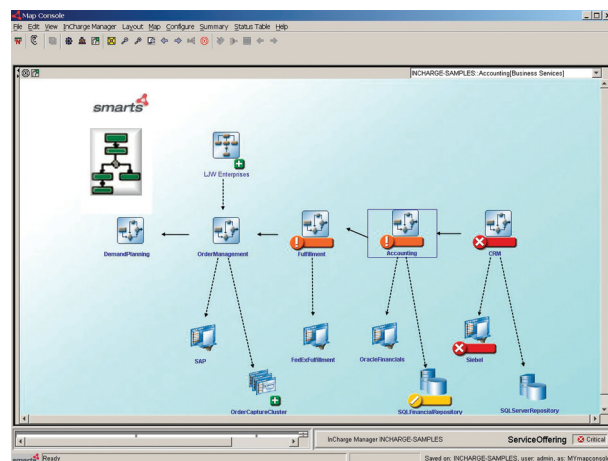 Map Console
File Edit View InCharge Manager Layout Map Configure Summary Status Table Help
INCHARGE-SAMPLES::Accounting[Business Services]
smarts
LJW Enterprises
DemandPlanning OrderManagement Fulfillment Accounting CRM
SAP FedExFulfillment OracleFinancials Siebel
OrderCaptureCluster SQLFinancialRepository SQLServerRepository
InCharge Manager INCHARGE-SAMPLES ServiceOffering Critical
smarts Ready Saved on: INCHARGE-SAMPLES, user: admin, as: MYmapconsole